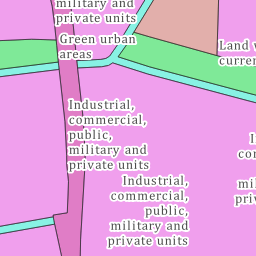 military and
private units
Green urban
areas
Land
curren
Industrial,
commercial,
public,
military and
private units
Industrial,
commercial,
public,
military and
private units